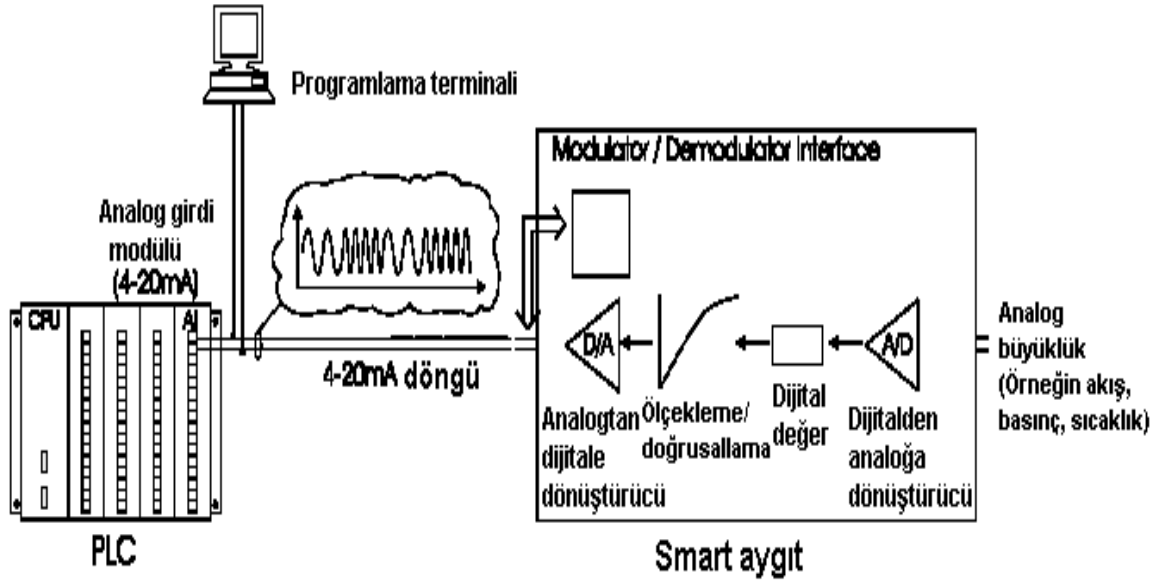 Programlama terminali
Modulator / Demodulator Interface
Analog girdi
modülü
(4-20mA)
CPU
AI
4-20mA döngü
D/A
A/D
Analogtan
dijitale
dönüştürücü
Ölçekleme/
doğrusallama
Dijital
değer
Dijitalden
analoğa
dönüştürücü
Analog
büyüklük
(Örneğin akış,
basınç, sıcaklık)
PLC
Smart aygıt